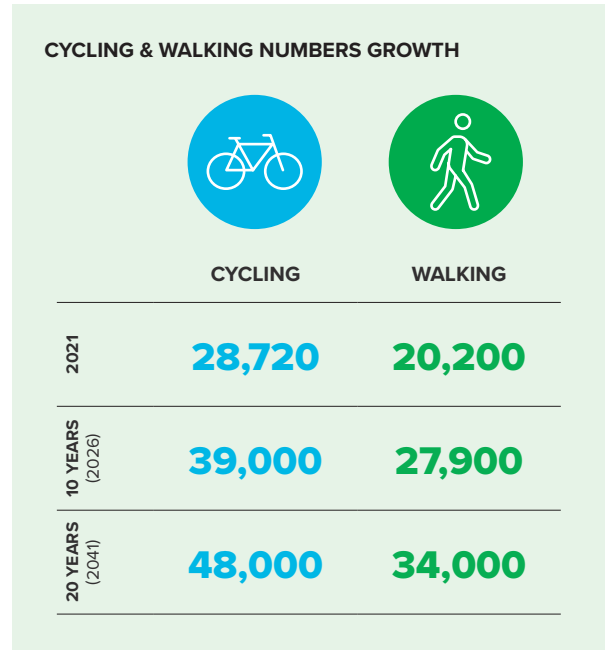 CYCLING & WALKING NUMBERS GROWTH
CYCLING WALKING
2021 28,720 20,200
10 YEARS
(2026)
39,000 27,900
20 YEARS
(2041)
48,000 34,000